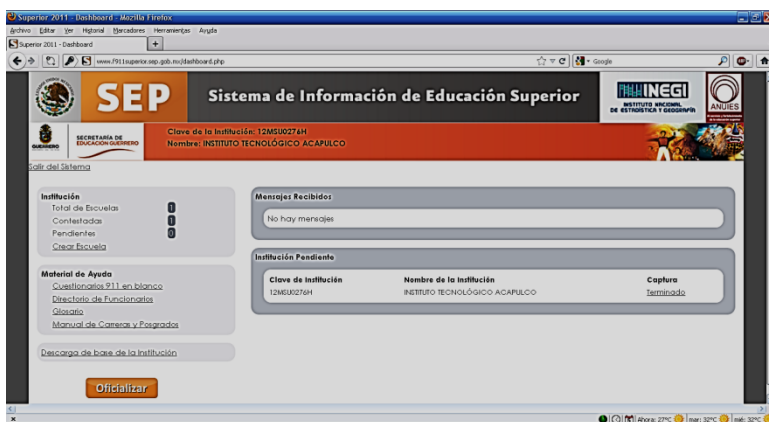 Superior 2011 - Dashboard - Mozilla Firefox
Archivo Editar Ver Historial Marcadores Herramientas Ayuda
Superior 2011 - Dashboard
www.f911superior.sep.gob.mx/dashboard.php
Google
SEP
Sistema de Información de Educación Superior
INEGI
INSTITUTO NACIONAL
DE ESTADÍSTICA Y GEOGRAFÍA
ANUIES
GUERRERO
SECRETARÍA DE
EDUCACIÓN GUERRERO
Clave de la Institución: 12MSU0276H
Nombre: INSTITUTO TECNOLÓGICO ACAPULCO
Salir del Sistema
Institución
Total de Escuelas 1
Contestadas 1
Pendientes 0
Crear Escuela
Mensajes Recibidos
No hay mensajes
Institución Pendiente
Clave de Institución Nombre de la Institución Captura
12MSU0276H INSTITUTO TECNOLÓGICO ACAPULCO Terminado
Material de Ayuda
Cuestionarios 911 en blanco
Directorio de Funcionarios
Glosario
Manual de Carreras y Posgrados
Descarga de base de la Institución
Oficializar
Ahora: 27°C mar: 32°C mié: 32°C